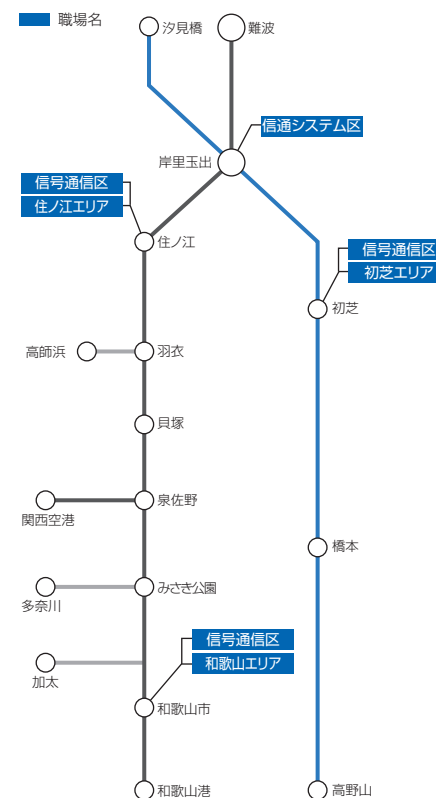 職場名
汐見橋
難波
信通システム区
岸里玉出
信号通信区
住ノ江エリア
住ノ江
信号通信区
初芝エリア
初芝
高師浜
羽衣
貝塚
泉佐野
関西空港
橋本
みさき公園
多奈川
信号通信区
和歌山エリア
加太
和歌山市
和歌山港
高野山